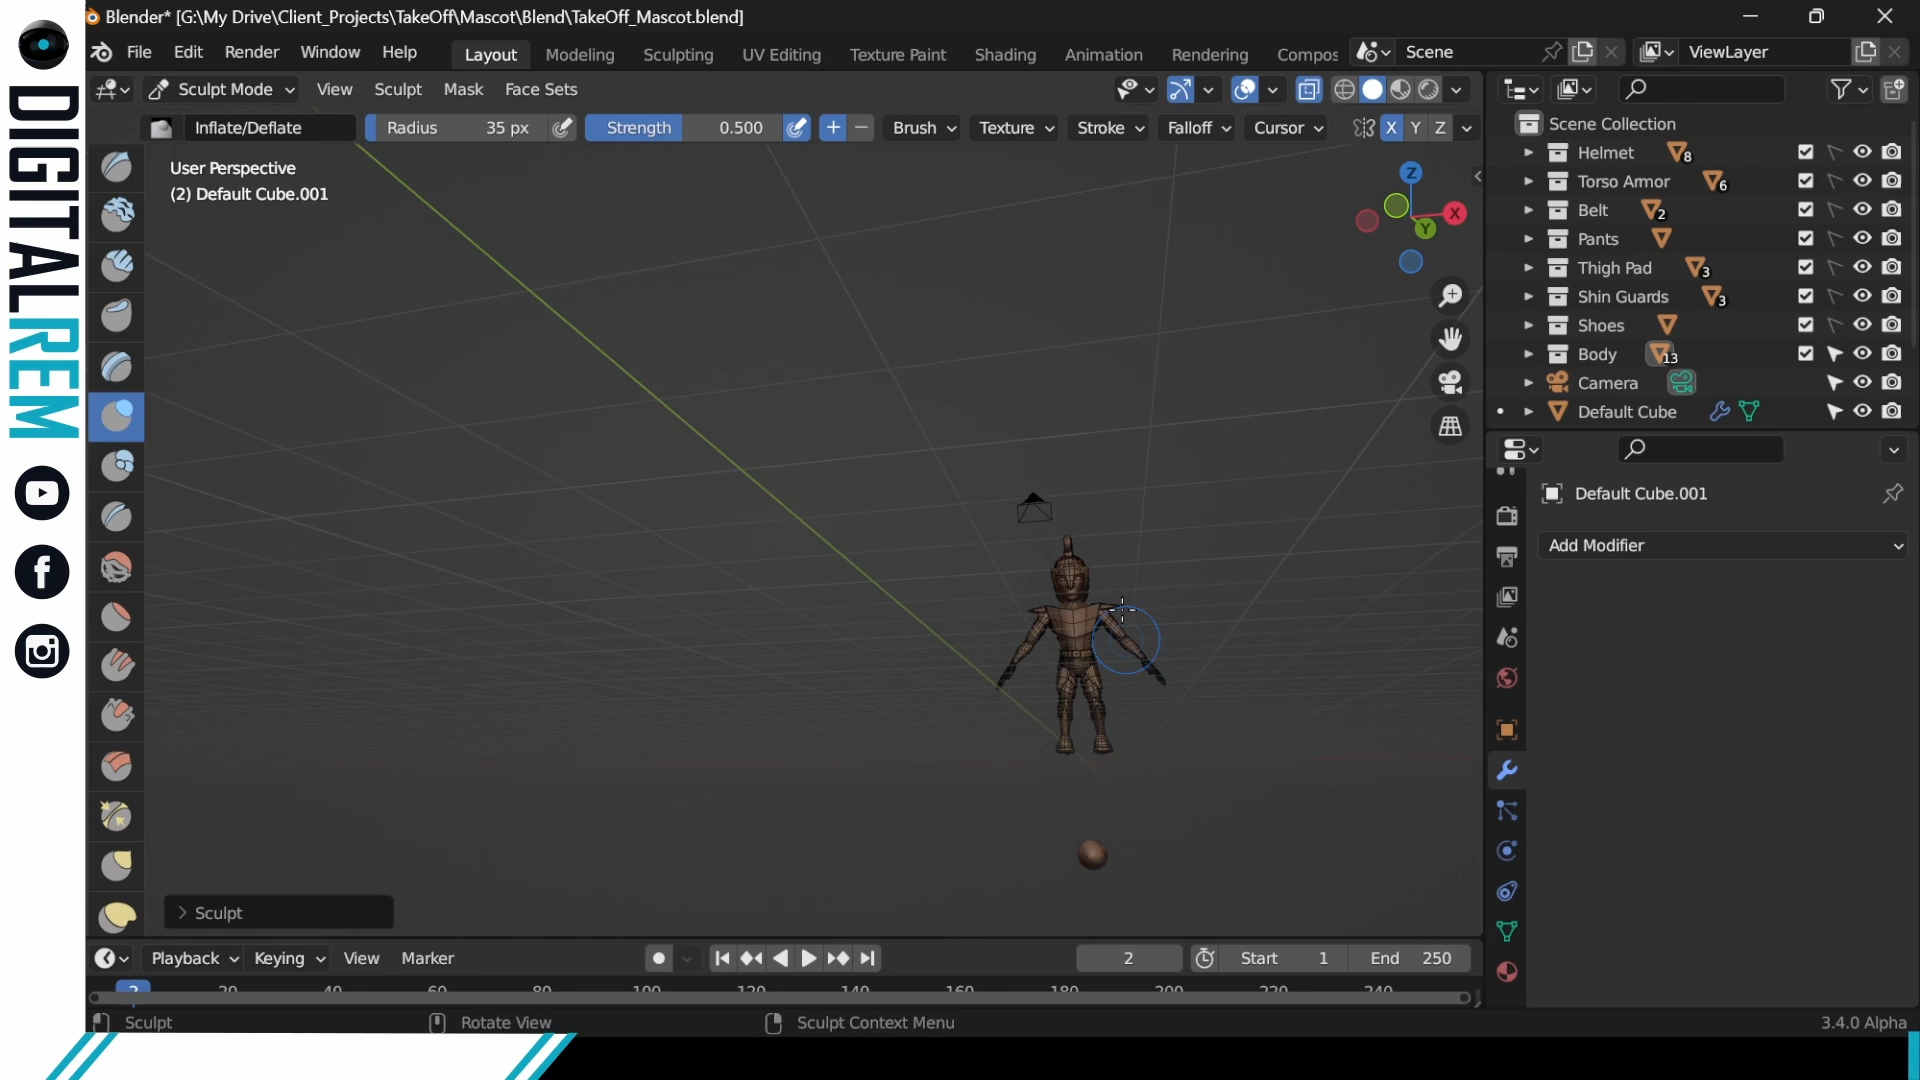 Blender* [G:\My Drive\Client_Projects\TakeOff\Mascot\Blend\TakeOff_Mascot.blend]
File Edit Render Window Help Layout Modeling Sculpting UV Editing Texture Paint Shading Animation Rendering Compos Scene ViewLayer
Sculpt Mode View Sculpt Mask Face Sets
Inflate/Deflate Radius 35 px Strength 0.500 Brush Texture Stroke Falloff Cursor X Y Z
User Perspective
(2) Default Cube.001
Z
X
Y
Scene Collection
Helmet 8
Torso Armor 6
Belt 2
Pants
Thigh Pad 3
Shin Guards 3
Shoes
Body 13
Camera
Default Cube
Default Cube.001
Add Modifier
Sculpt
Playback Keying View Marker 2 Start 1 End 250
2 20 40 60 80 100 120 140 160 180 200 220 240
Sculpt Rotate View Sculpt Context Menu 3.4.0 Alpha
DIGITALREM